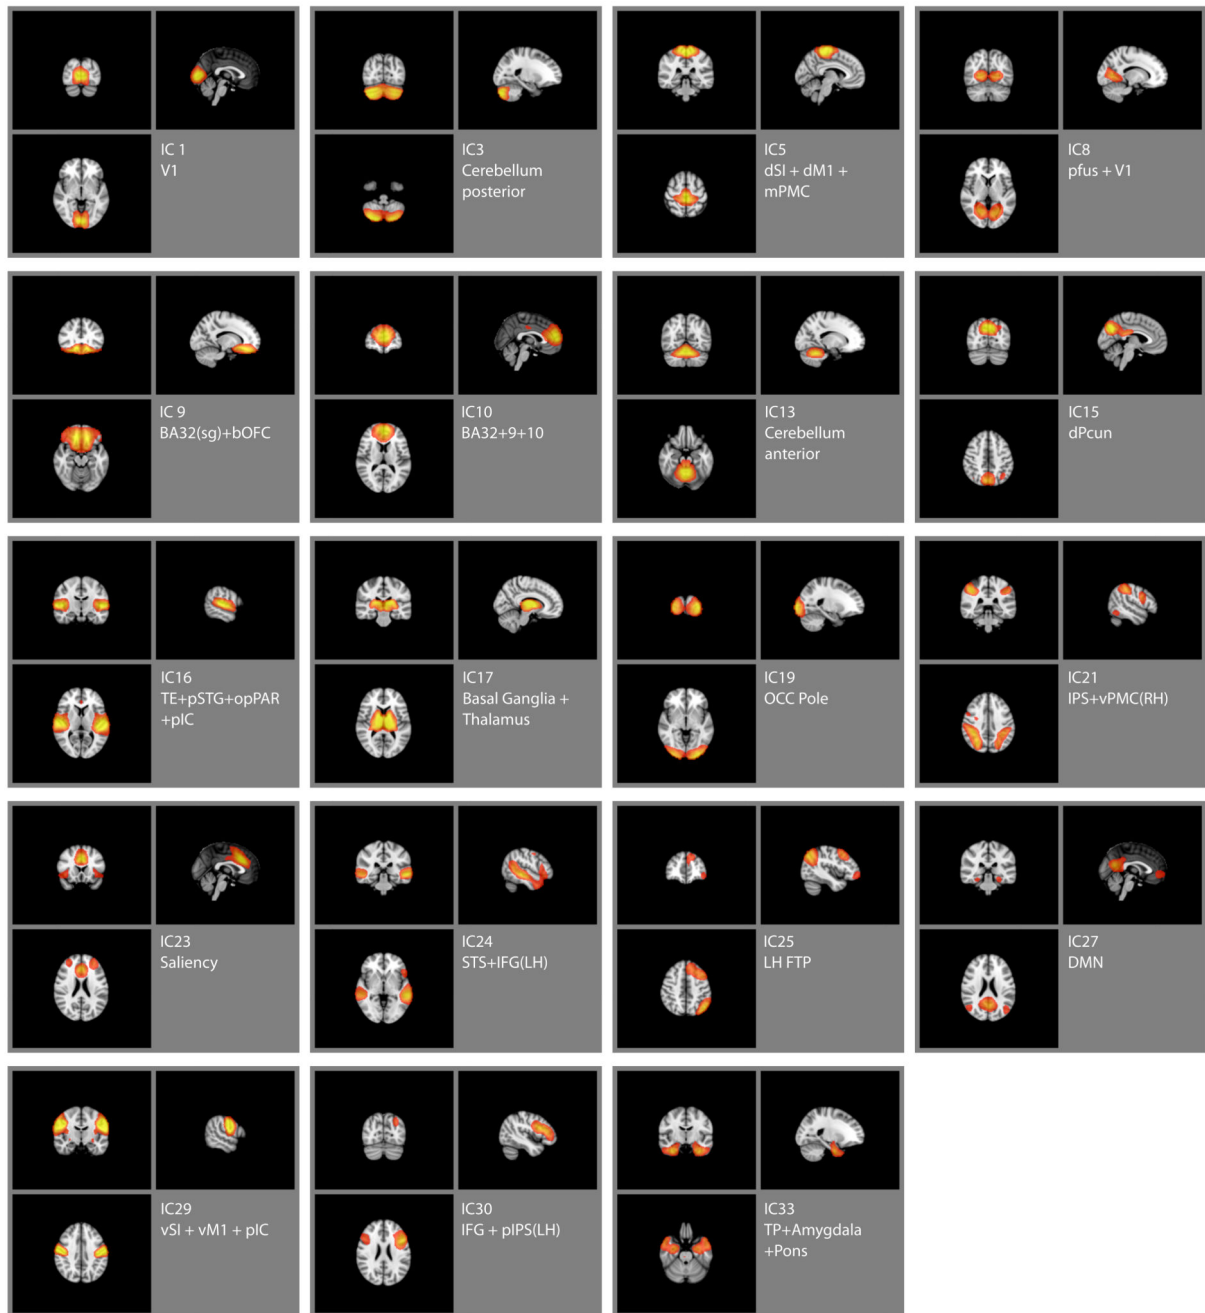 IC 1
V1
IC3
Cerebellum
posterior
IC5
dSI + dM1 +
mPMC
IC8
pfus + V1
IC 9
BA32(sg)+bOFC
IC10
BA32+9+10
IC13
Cerebellum
anterior
IC15
dPcun
IC16
TE+pSTG+opPAR
+pIC
IC17
Basal Ganglia +
Thalamus
IC19
OCC Pole
IC21
IPS+vPMC(RH)
IC23
Saliency
IC24
STS+IFG(LH)
IC25
LH FTP
IC27
DMN
IC29
vSI + vM1 + pIC
IC30
IFG + pIPS(LH)
IC33
TP+Amygdala
+Pons